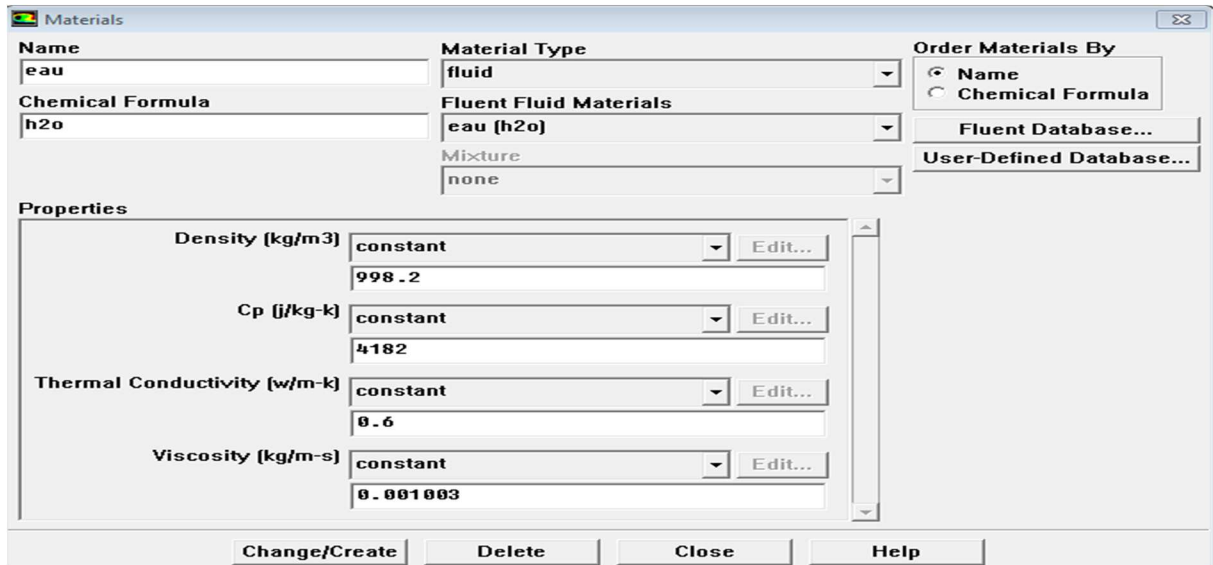 Materials
Name
eau
Chemical Formula
h2o
Material Type
fluid
Fluent Fluid Materials
eau (h2o)
Mixture
none
Order Materials By
Name
Chemical Formula
Fluent Database...
User-Defined Database...
Properties
Density (kg/m3) constant Edit...
998.2
Cp (j/kg-k) constant Edit...
4182
Thermal Conductivity (w/m-k) constant Edit...
0.6
Viscosity (kg/m-s) constant Edit...
0.001003
Change/Create Delete Close Help